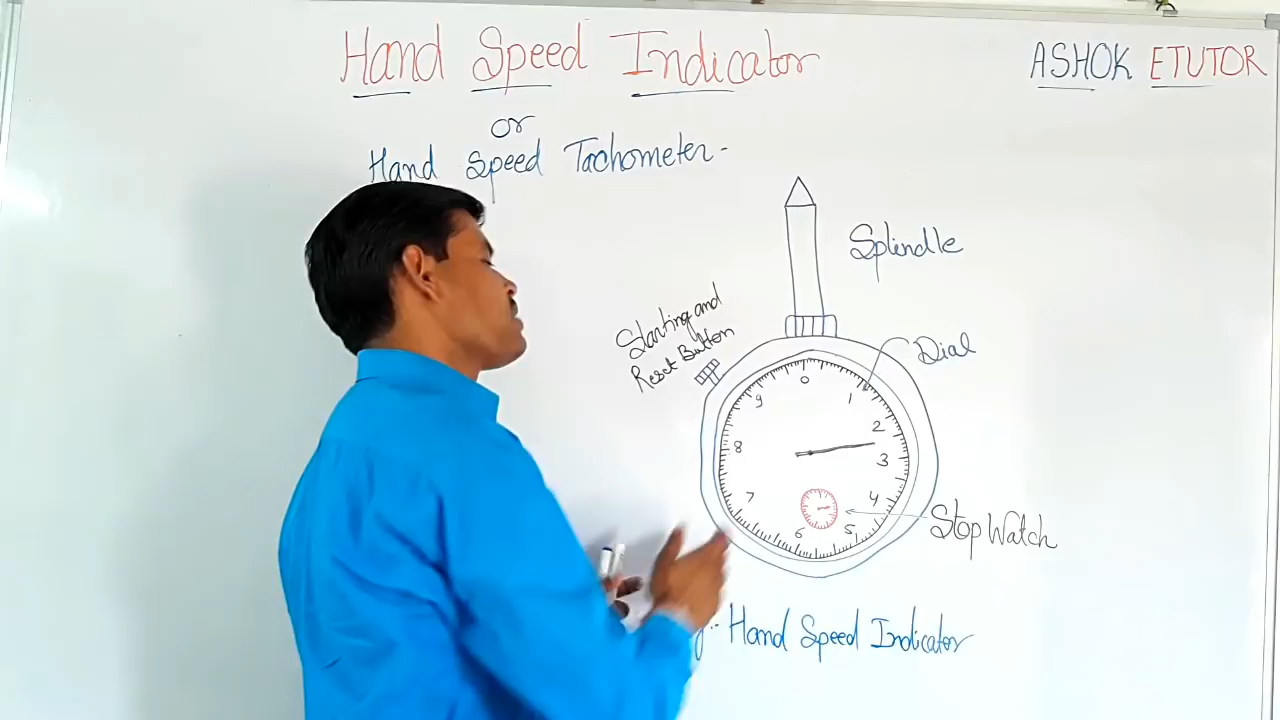 Hand Speed Indicator
ASHOK ETUTOR
or
Hand Speed Tachometer-
Splindle
Starting and
Reset Button
Dial
0
1
2
3
4
5
6
7
8
9
Stop Watch
Hand Speed Indicator